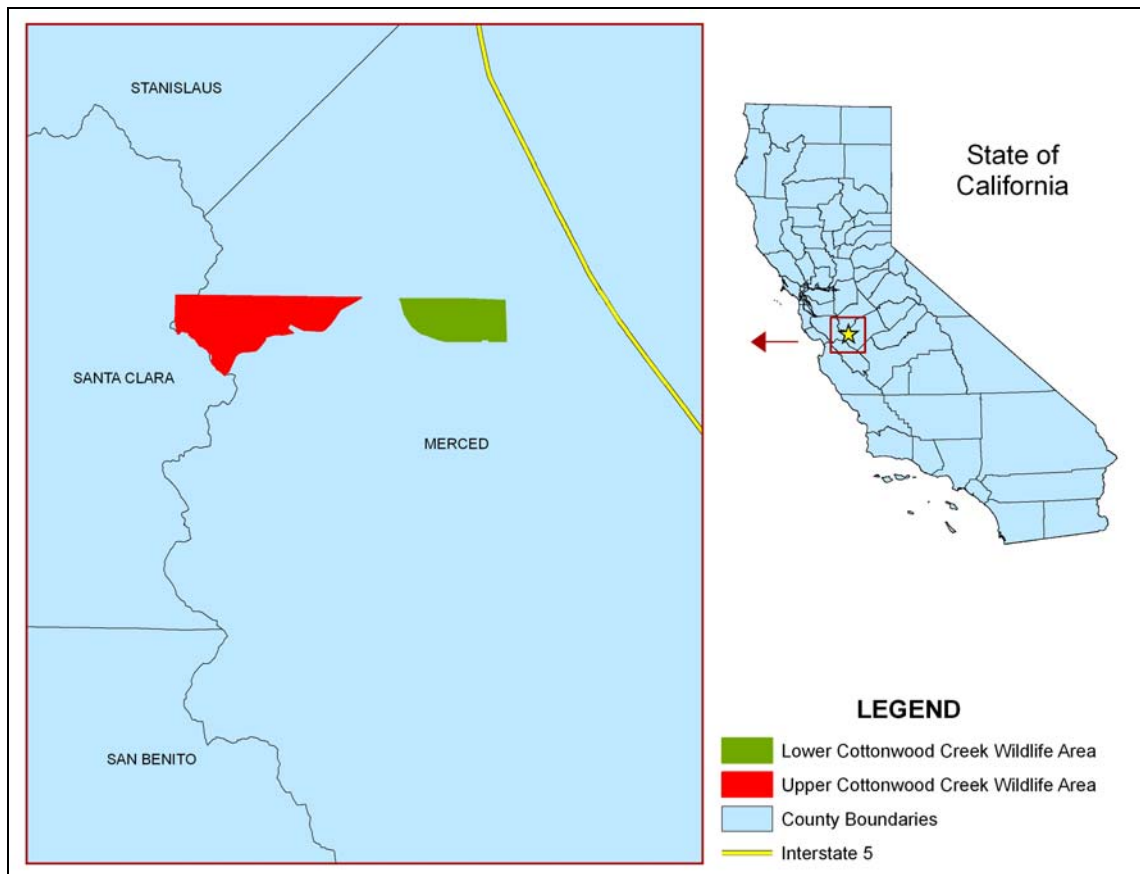 STANISLAUS
SANTA CLARA
MERCED
SAN BENITO
State of
California
LEGEND
Lower Cottonwood Creek Wildlife Area
Upper Cottonwood Creek Wildlife Area
County Boundaries
Interstate 5